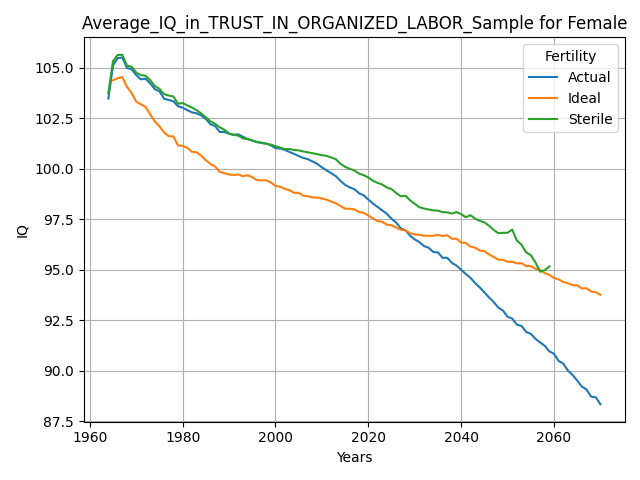 Average_IQ_in_TRUST_IN_ORGANIZED_LABOR_Sample for Female
Fertility
Actual
Ideal
Sterile
IQ
105.0
102.5
100.0
97.5
95.0
92.5
90.0
87.5
1960 1980 2000 2020 2040 2060
Years